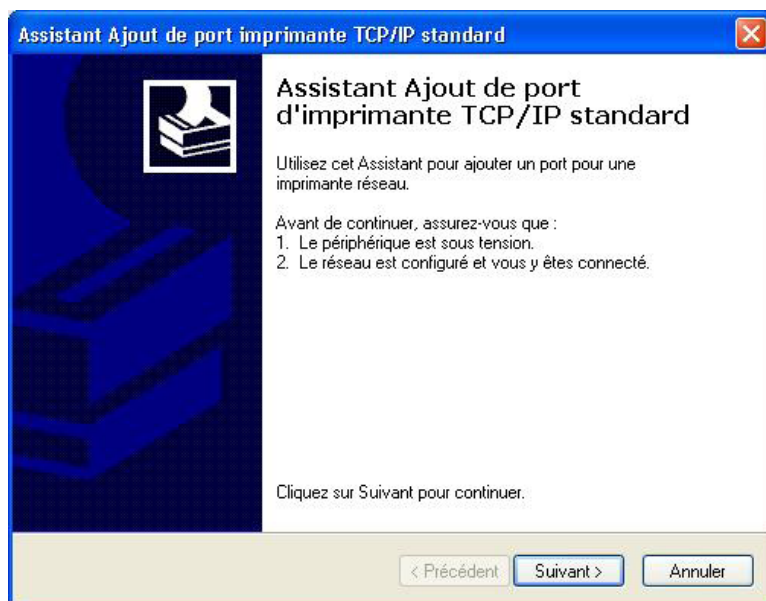 Assistant Ajout de port imprimante TCP/IP standard
Assistant Ajout de port
d'imprimante TCP/IP standard
Utilisez cet Assistant pour ajouter un port pour une
imprimante réseau.
Avant de continuer, assurez-vous que :
1. Le périphérique est sous tension.
2. Le réseau est configuré et vous y êtes connecté.
Cliquez sur Suivant pour continuer.
< Précédent Suivant > Annuler